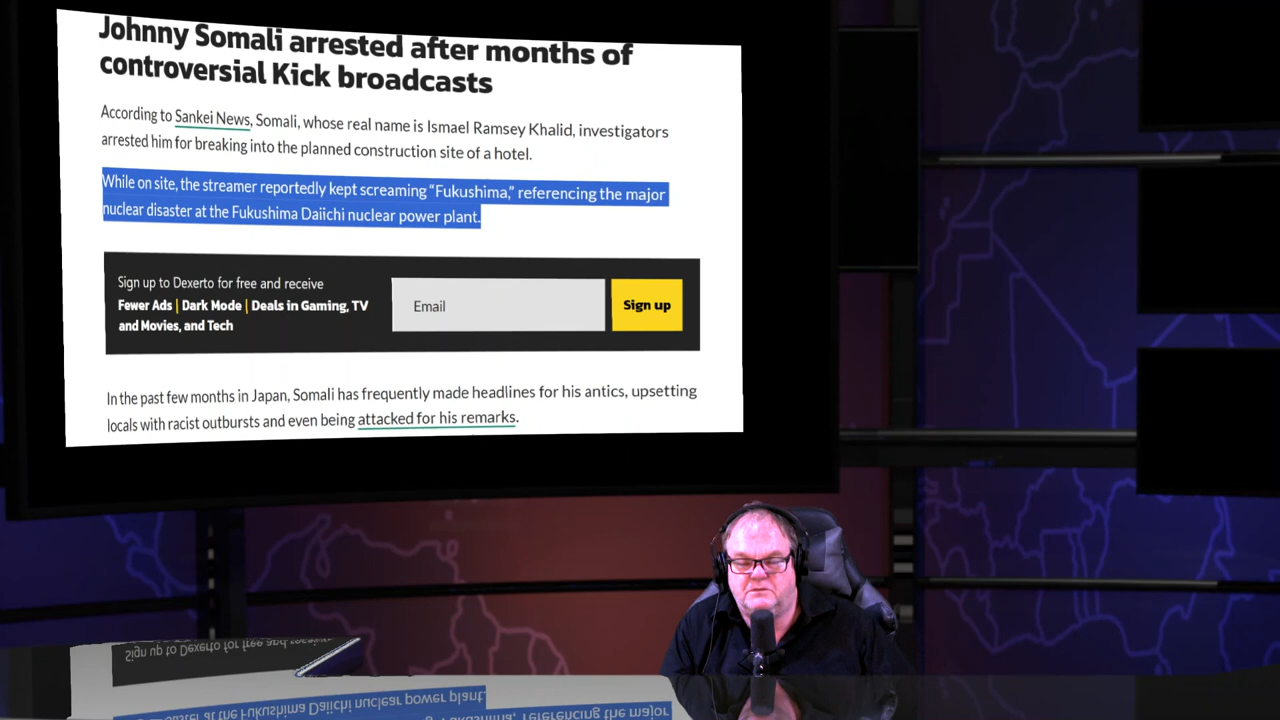 Johnny Somali arrested after months of
controversial Kick broadcasts
According to Sankei News, Somali, whose real name is Ismael Ramsey Khalid, investigators
arrested him for breaking into the planned construction site of a hotel.
While on site, the streamer reportedly kept screaming “Fukushima,” referencing the major
nuclear disaster at the Fukushima Daiichi nuclear power plant.
Sign up to Dexerto for free and receive
Fewer Ads | Dark Mode | Deals in Gaming, TV
and Movies, and Tech
Email
Sign up
In the past few months in Japan, Somali has frequently made headlines for his antics, upsetting
locals with racist outbursts and even being attacked for his remarks.